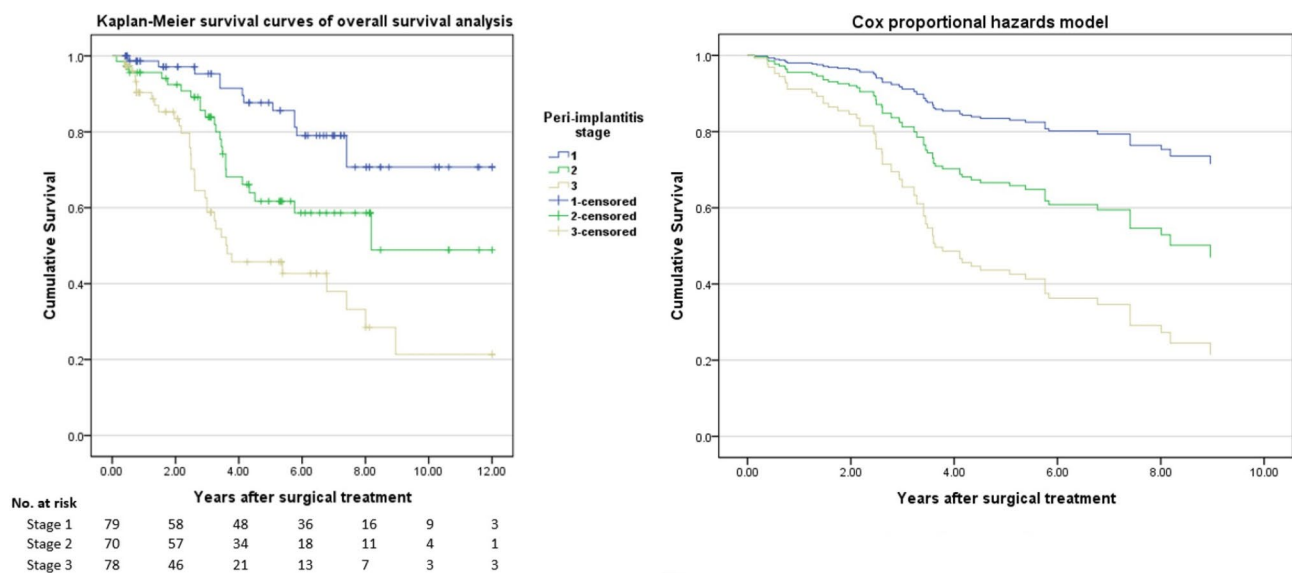 Kaplan-Meier survival curves of overall survival analysis
1.0
0.8
0.6
0.4
0.2
0.0
Cumulative Survival
0.00 2.00 4.00 6.00 8.00 10.00 12.00
Years after surgical treatment
No. at risk
Stage 1 79 58 48 36 16 9 3
Stage 2 70 57 34 18 11 4 1
Stage 3 78 46 21 13 7 3 3
Peri-implantitis
stage
1
2
3
1-censored
2-censored
3-censored
Cox proportional hazards model
1.0
0.8
0.6
0.4
0.2
0.0
Cumulative Survival
0.00 2.00 4.00 6.00 8.00 10.00
Years after surgical treatment